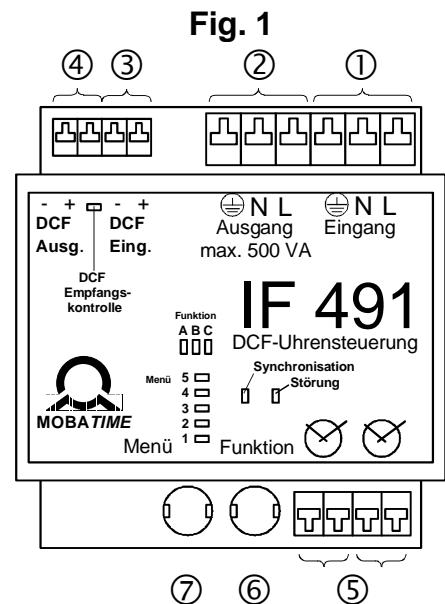 Fig. 1
④ ③ ② ①
- + - +
DCF DCF
Ausg. Eing.
DCF
Empfangs-
kontrolle
N L N L
Ausgang Eingang
max. 500 VA
IF 491
DCF-Uhrensteuerung
Funktion
A B C
Synchronisation
Störung
Menü 5
4
3
2
1
MOBATIME
Menü Funktion
⑦ ⑥ ⑤